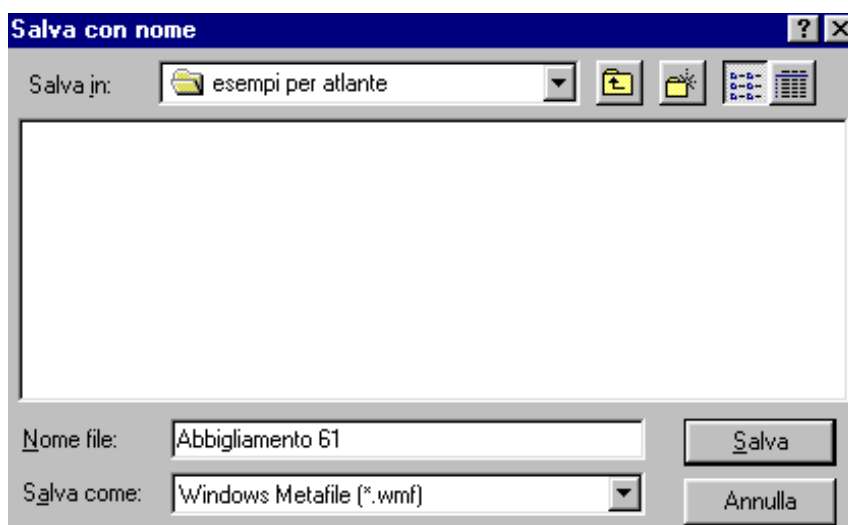 Salva con nome
Salva in: esempi per atlante
Nome file: Abbigliamento 61 Salva
Salva come: Windows Metafile (*.wmf) Annulla